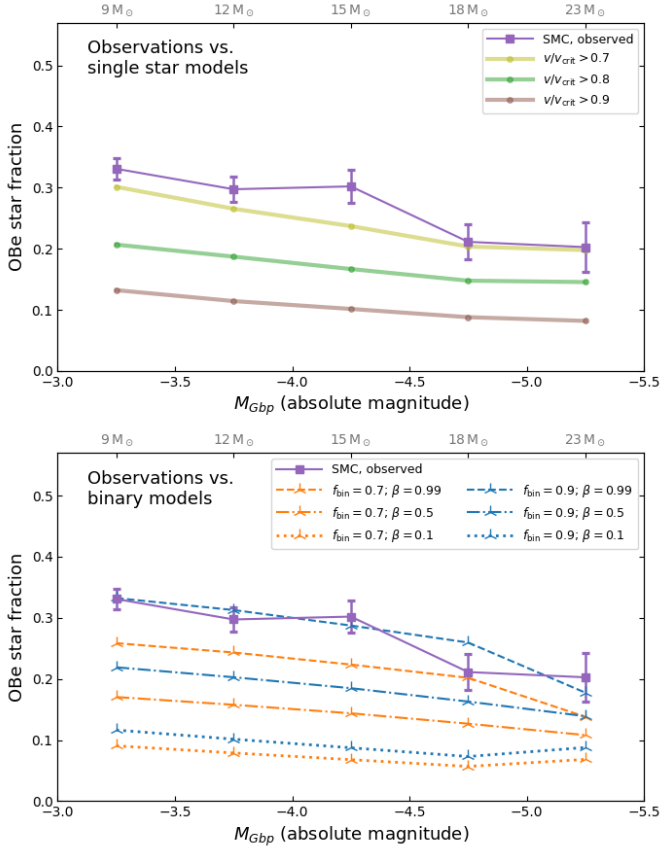 9 M⊙ 12 M⊙ 15 M⊙ 18 M⊙ 23 M⊙
Observations vs.
single star models
SMC, observed
v/vcrit > 0.7
v/vcrit > 0.8
v/vcrit > 0.9
OBe star fraction
0.5
0.4
0.3
0.2
0.1
0.0
−3.0 −3.5 −4.0 −4.5 −5.0 −5.5
MGbp (absolute magnitude)
9 M⊙ 12 M⊙ 15 M⊙ 18 M⊙ 23 M⊙
Observations vs.
binary models
SMC, observed
fbin = 0.7; β = 0.99 fbin = 0.9; β = 0.99
fbin = 0.7; β = 0.5 fbin = 0.9; β = 0.5
fbin = 0.7; β = 0.1 fbin = 0.9; β = 0.1
OBe star fraction
0.5
0.4
0.3
0.2
0.1
0.0
−3.0 −3.5 −4.0 −4.5 −5.0 −5.5
MGbp (absolute magnitude)